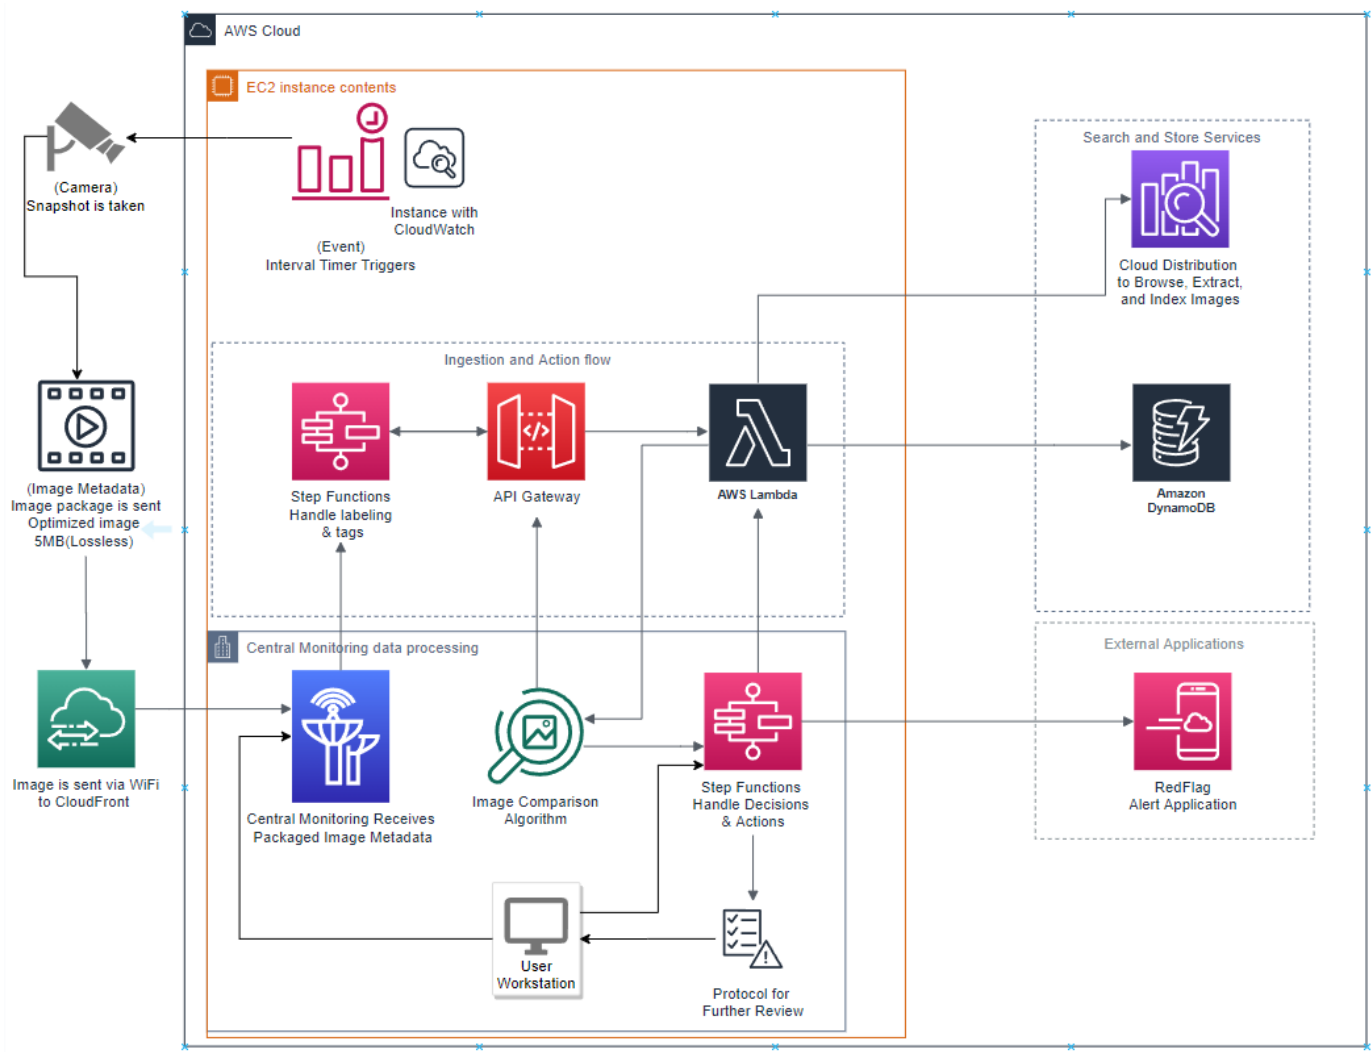 AWS Cloud
EC2 instance contents
(Camera)
Snapshot is taken
Instance with
CloudWatch
(Event)
Interval Timer Triggers
Search and Store Services
Cloud Distribution
to Browse, Extract,
and Index Images
Ingestion and Action flow
Step Functions
Handle labeling
& tags
</>
API Gateway
AWS Lambda
Amazon
DynamoDB
(Image Metadata)
Image package is sent
Optimized image
5MB(Lossless)
Central Monitoring data processing
External Applications
Image is sent via WiFi
to CloudFront
Central Monitoring Receives
Packaged Image Metadata
Image Comparison
Algorithm
Step Functions
Handle Decisions
& Actions
RedFlag
Alert Application
User
Workstation
Protocol for
Further Review